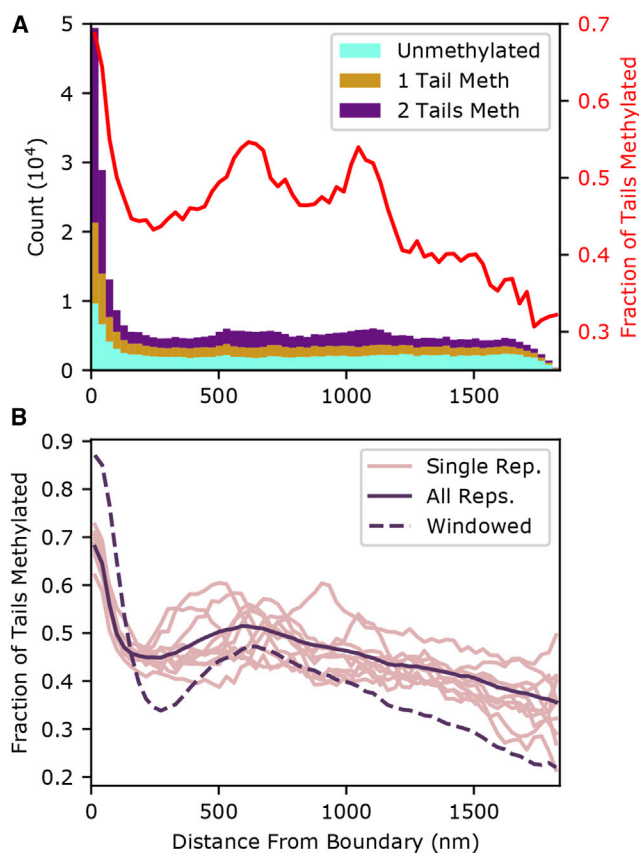 A
Count (10⁴)
5
4
3
2
1
0
Unmethylated
1 Tail Meth
2 Tails Meth
0.7
0.6
0.5
0.4
0.3
Fraction of Tails Methylated
0 500 1000 1500
B
Fraction of Tails Methylated
0.9
0.8
0.7
0.6
0.5
0.4
0.3
0.2
Single Rep.
All Reps.
Windowed
0 500 1000 1500
Distance From Boundary (nm)